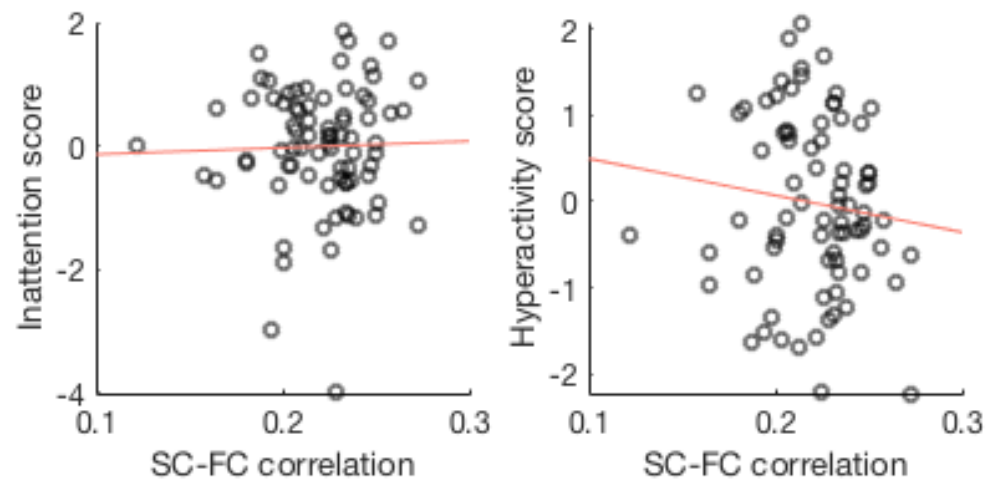 Inattention score
2
0
-2
-4
0.1 0.2 0.3
SC-FC correlation
Hyperactivity score
2
1
0
-1
-2
0.1 0.2 0.3
SC-FC correlation